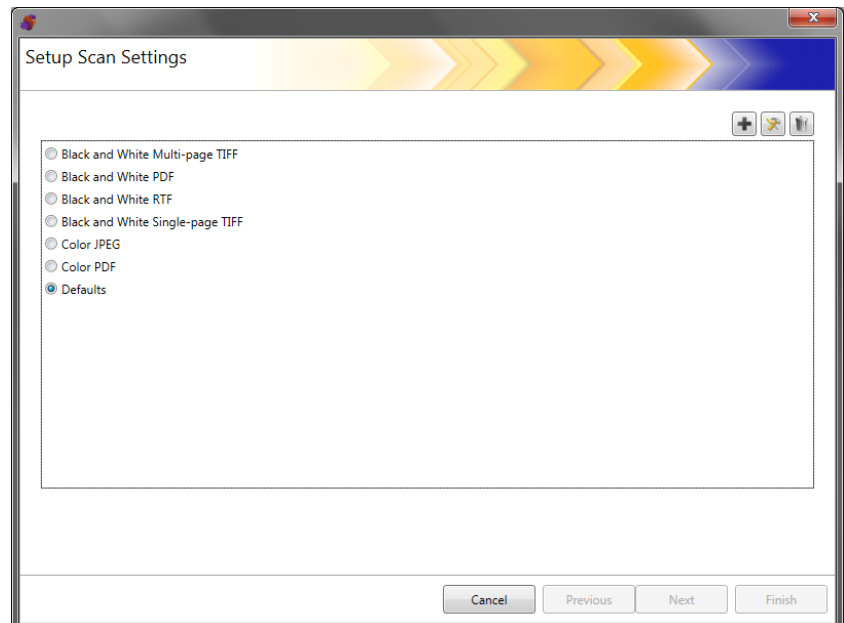 Setup Scan Settings
Black and White Multi-page TIFF
Black and White PDF
Black and White RTF
Black and White Single-page TIFF
Color JPEG
Color PDF
Defaults
Cancel Previous Next Finish